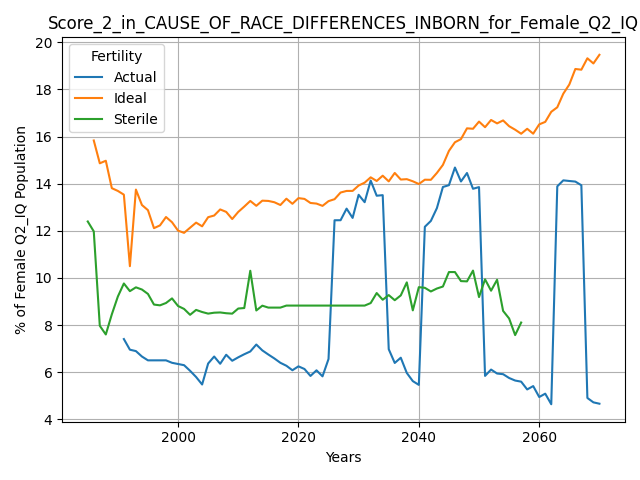 Score_2_in_CAUSE_OF_RACE_DIFFERENCES_INBORN_for_Female_Q2_IQ
20
18
16
14
12
10
8
6
4
% of Female Q2_IQ Population
Fertility
Actual
Ideal
Sterile
2000
2020
2040
2060
Years